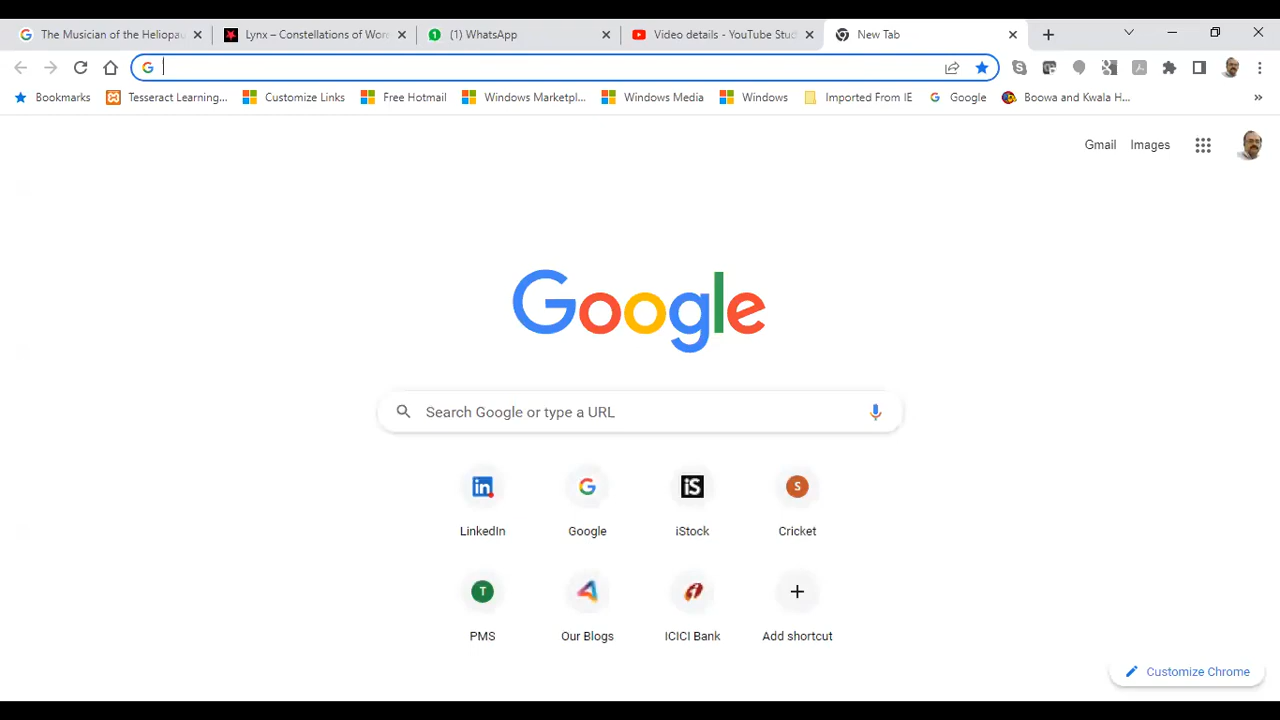 The Musician of the Heliopau
Lynx – Constellations of Wor
(1) WhatsApp
Video details - YouTube Stud
New Tab
Bookmarks
Tesseract Learning...
Customize Links
Free Hotmail
Windows Marketpl...
Windows Media
Windows
Imported From IE
Google
Boowa and Kwala H...
»
Gmail
Images
Google
Search Google or type a URL
LinkedIn
Google
iStock
Cricket
PMS
Our Blogs
ICICI Bank
Add shortcut
Customize Chrome